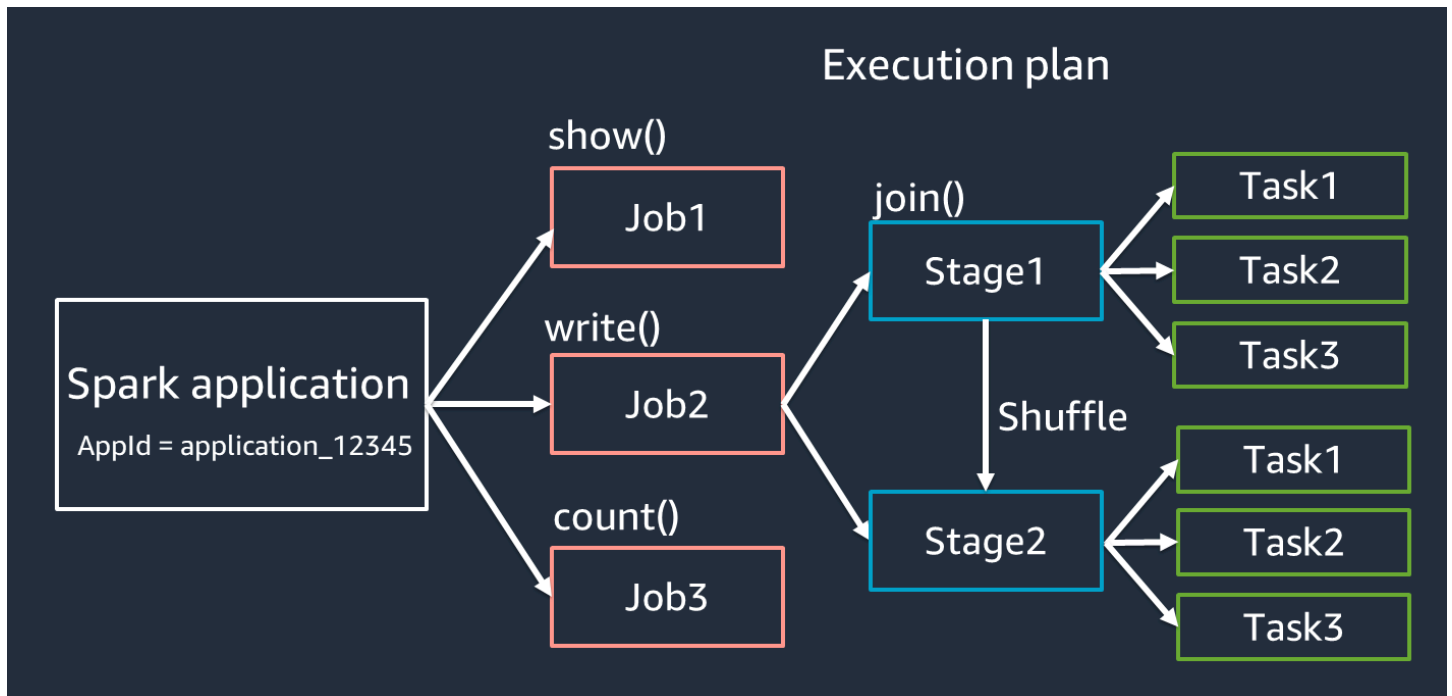 Execution plan
show()
Job1
join()
Stage1
Task1
Task2
Task3
Spark application
AppId = application_12345
write()
Job2
Shuffle
count()
Job3
Stage2
Task1
Task2
Task3